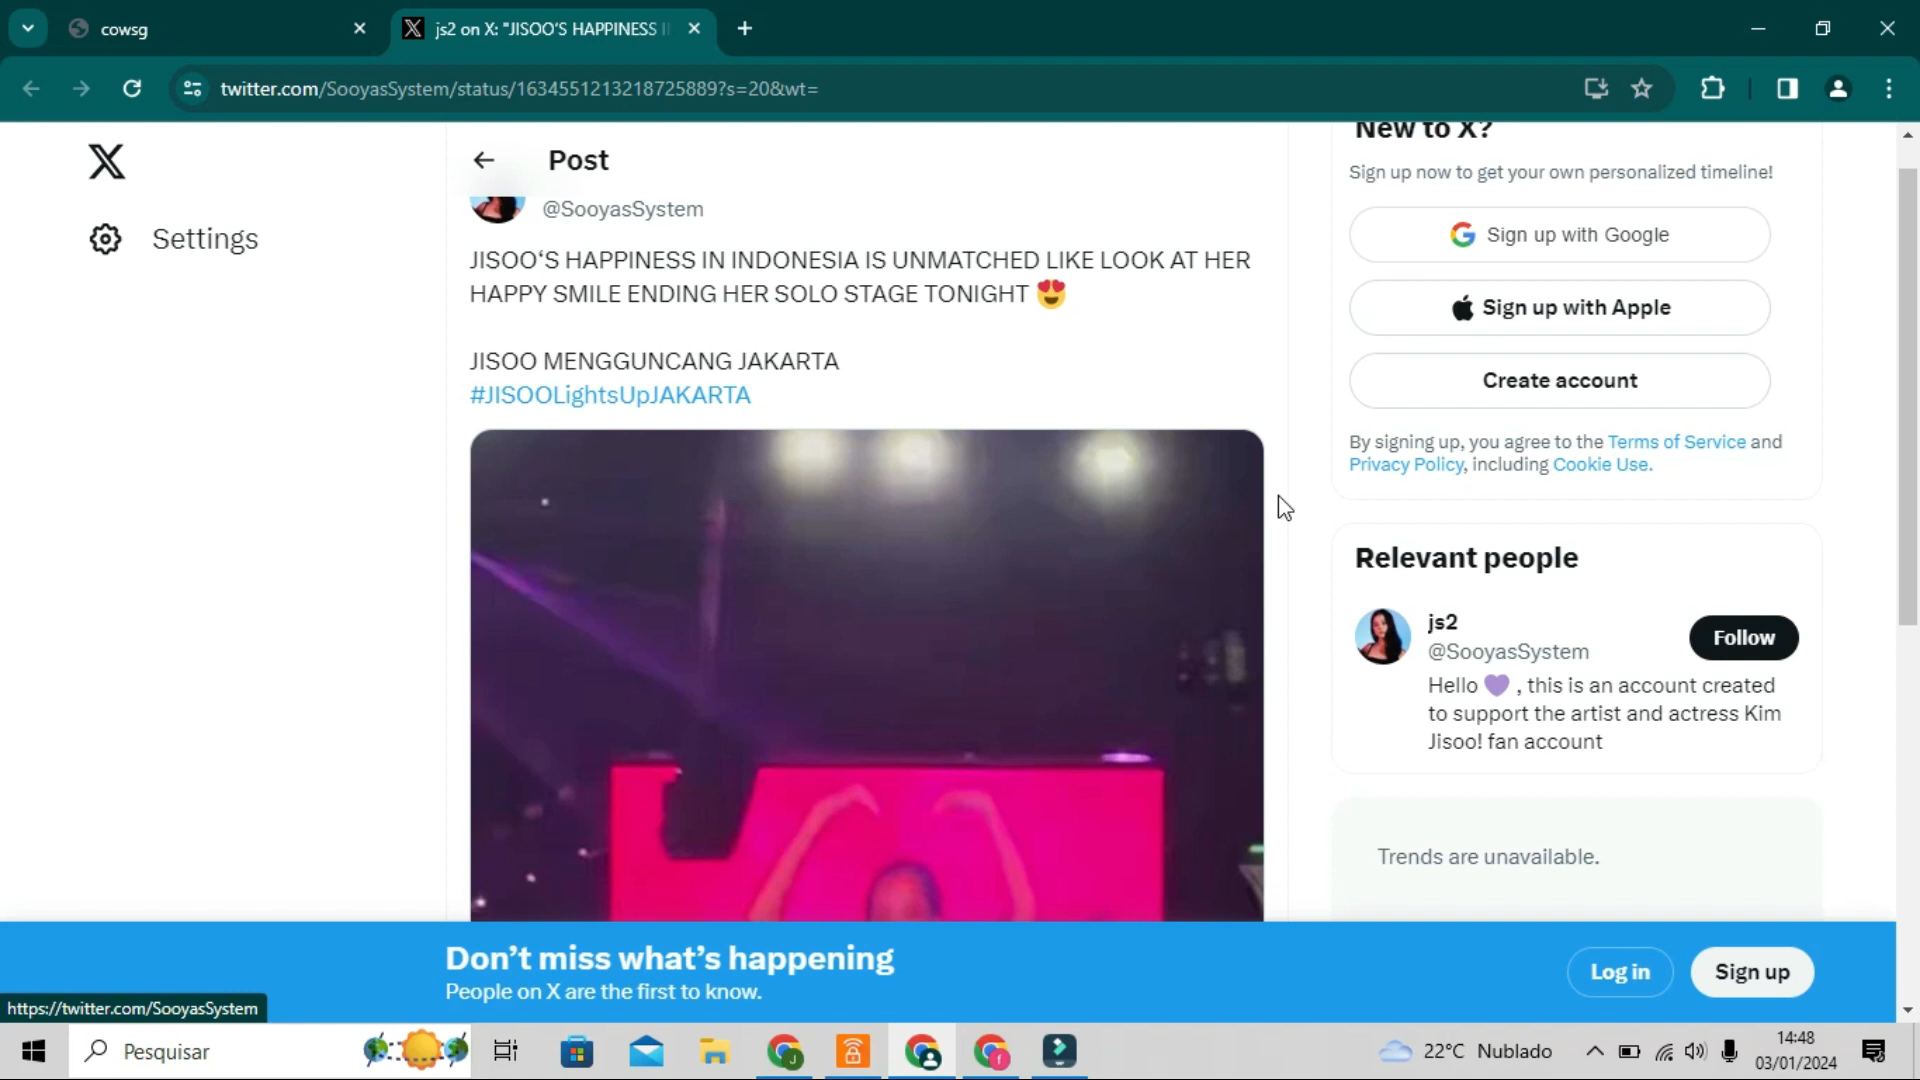 cowsg
js2 on X: "JISOO'S HAPPINESS I
twitter.com/SooyasSystem/status/1634551213218725889?s=20&wt=
Settings
Post
@SooyasSystem
JISOO‘S HAPPINESS IN INDONESIA IS UNMATCHED LIKE LOOK AT HER
HAPPY SMILE ENDING HER SOLO STAGE TONIGHT 😍
JISOO MENGGUNCANG JAKARTA
#JISOOLightsUpJAKARTA
New to X?
Sign up now to get your own personalized timeline!
Sign up with Google
Sign up with Apple
Create account
By signing up, you agree to the Terms of Service and
Privacy Policy, including Cookie Use.
Relevant people
js2
@SooyasSystem
Follow
Hello 💜 , this is an account created
to support the artist and actress Kim
Jisoo! fan account
Trends are unavailable.
Don’t miss what’s happening
People on X are the first to know.
Log in
Sign up
https://twitter.com/SooyasSystem
Pesquisar
22°C Nublado
14:48
03/01/2024